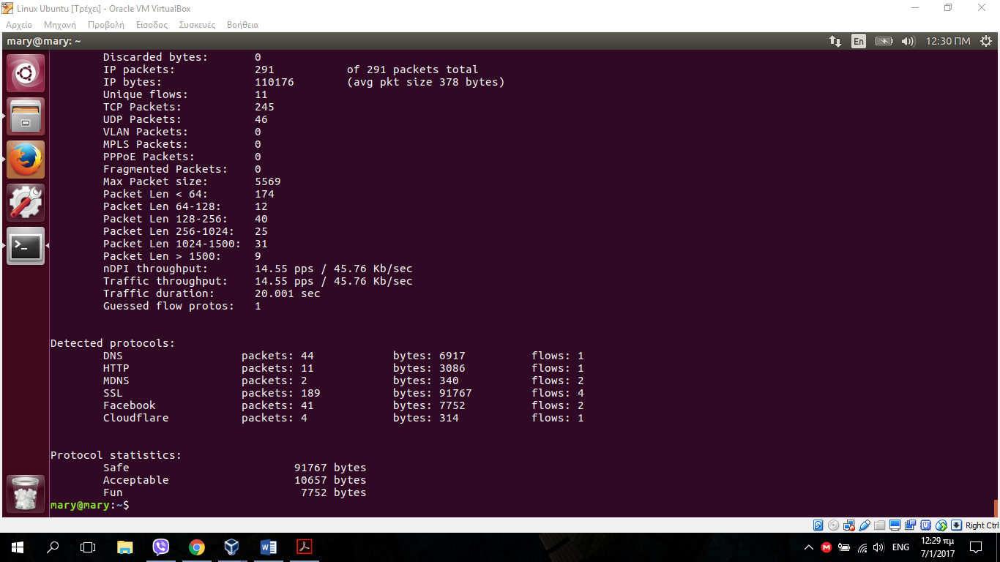 Linux Ubuntu [Τρέχει] - Oracle VM VirtualBox
Αρχείο Μηχανή Προβολή Είσοδος Συσκευές Βοήθεια
mary@mary: ~ En 12:30 ΠΜ
Discarded bytes: 0
IP packets: 291 of 291 packets total
IP bytes: 110176 (avg pkt size 378 bytes)
Unique flows: 11
TCP Packets: 245
UDP Packets: 46
VLAN Packets: 0
MPLS Packets: 0
PPPoE Packets: 0
Fragmented Packets: 0
Max Packet size: 5569
Packet Len < 64: 174
Packet Len 64-128: 12
Packet Len 128-256: 40
Packet Len 256-1024: 25
Packet Len 1024-1500: 31
Packet Len > 1500: 9
nDPI throughput: 14.55 pps / 45.76 Kb/sec
Traffic throughput: 14.55 pps / 45.76 Kb/sec
Traffic duration: 20.001 sec
Guessed flow protos: 1
Detected protocols:
DNS packets: 44 bytes: 6917 flows: 1
HTTP packets: 11 bytes: 3086 flows: 1
MDNS packets: 2 bytes: 340 flows: 2
SSL packets: 189 bytes: 91767 flows: 4
Facebook packets: 41 bytes: 7752 flows: 2
Cloudflare packets: 4 bytes: 314 flows: 1
Protocol statistics:
Safe 91767 bytes
Acceptable 10657 bytes
Fun 7752 bytes
mary@mary:~$
Right Ctrl
ENG
12:29 πμ
7/1/2017